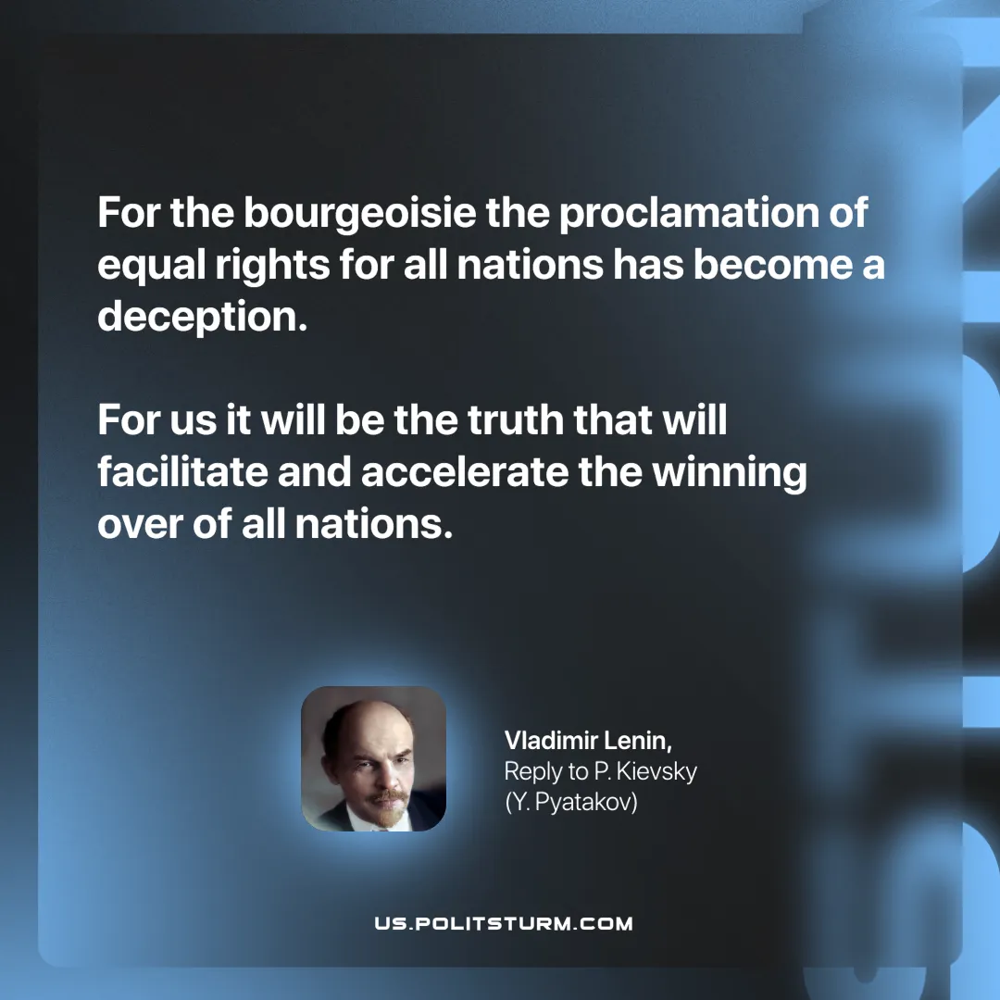 For the bourgeoisie the proclamation of
equal rights for all nations has become a
deception.
For us it will be the truth that will
facilitate and accelerate the winning
over of all nations.
Vladimir Lenin,
Reply to P. Kievsky
(Y. Pyatakov)
US.POLITSTURM.COM